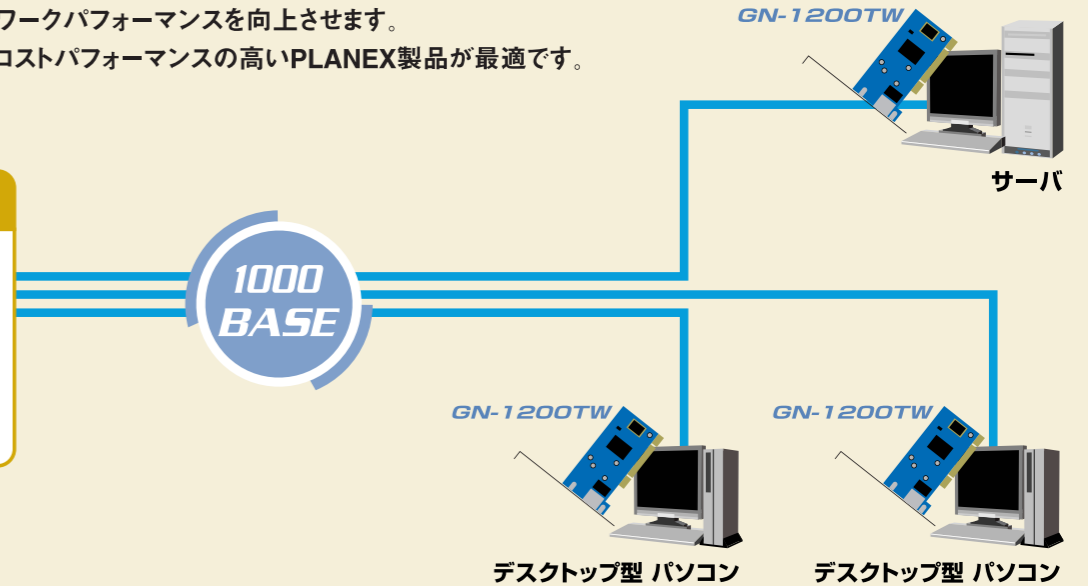 ワークパフォーマンスを向上させます。
コストパフォーマンスの高いPLANEX製品が最適です。
GN-1200TW
サーバ
1000
BASE
GN-1200TW
GN-1200TW
デスクトップ型 パソコン
デスクトップ型 パソコン